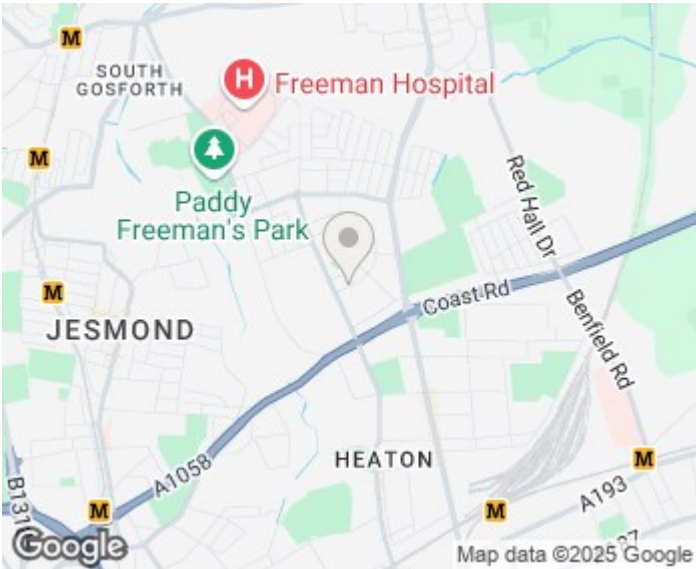 M
SOUTH
GOSFORTH
H
Freeman Hospital
M
Paddy
Freeman's Park
Red Hall Dr
M
Coast Rd
JESMOND
Benfield Rd
HEATON
A1058
M
B131
M
M
A193
Google
Map data ©2025 Google